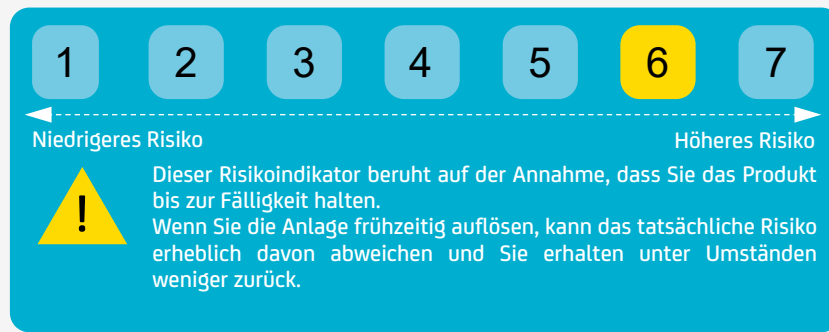 1 2 3 4 5 6 7
Niedrigeres Risiko Höheres Risiko
! Dieser Risikoindikator beruht auf der Annahme, dass Sie das Produkt
bis zur Fälligkeit halten.
Wenn Sie die Anlage frühzeitig auflösen, kann das tatsächliche Risiko
erheblich davon abweichen und Sie erhalten unter Umständen
weniger zurück.